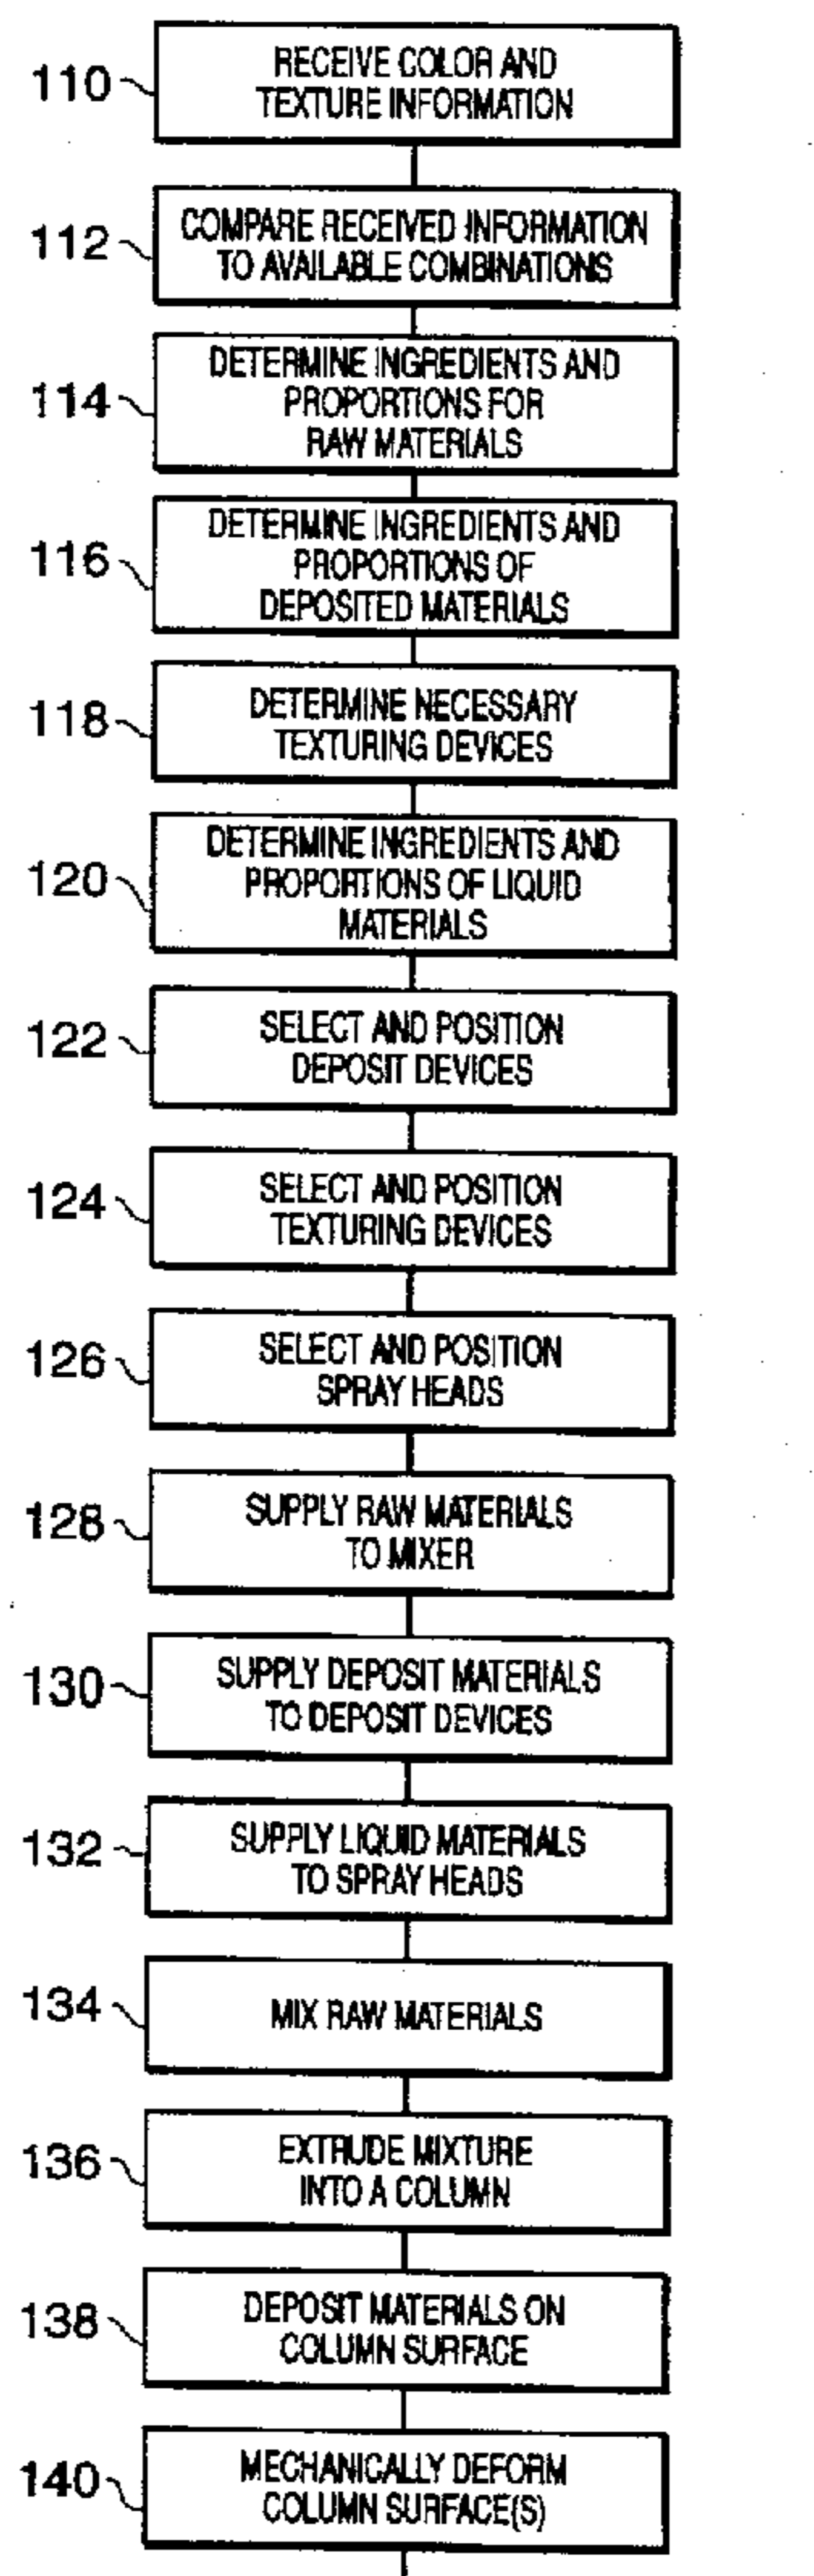 110
RECEIVE COLOR AND
TEXTURE INFORMATION
112
COMPARE RECEIVED INFORMATION
TO AVAILABLE COMBINATIONS
114
DETERMINE INGREDIENTS AND
PROPORTIONS FOR
RAW MATERIALS
116
DETERMINE INGREDIENTS AND
PROPORTIONS OF
DEPOSITED MATERIALS
118
DETERMINE NECESSARY
TEXTURING DEVICES
120
DETERMINE INGREDIENTS AND
PROPORTIONS OF LIQUID
MATERIALS
122
SELECT AND POSITION
DEPOSIT DEVICES
124
SELECT AND POSITION
TEXTURING DEVICES
126
SELECT AND POSITION
SPRAY HEADS
128
SUPPLY RAW MATERIALS
TO MIXER
130
SUPPLY DEPOSIT MATERIALS
TO DEPOSIT DEVICES
132
SUPPLY LIQUID MATERIALS
TO SPRAY HEADS
134
MIX RAW MATERIALS
136
EXTRUDE MIXTURE
INTO A COLUMN
138
DEPOSIT MATERIALS ON
COLUMN SURFACE
140
MECHANICALLY DEFORM
COLUMN SURFACE(S)